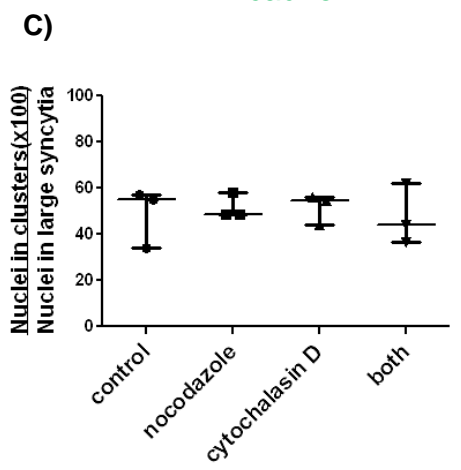 C)
Nuclei in clusters(x100)
Nuclei in large syncytia
100
80
60
40
20
0
control
nocodazole
cytochalasin D
both